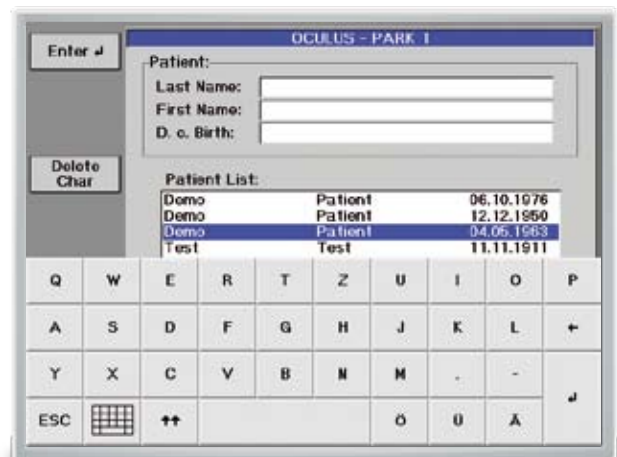 OCULUS - PARK 1
Enter ↲
Patient:
Last Name:
First Name:
D. o. Birth:
Delete
Char
Patient List:
Demo Patient 06.10.1976
Demo Patient 12.12.1950
Demo Patient 04.05.1963
Test Test 11.11.1911
Q W E R T Z U I O P
A S D F G H J K L ←
Y X C V B N M . - ↲
ESC ↑↑ Ö Ü Ä